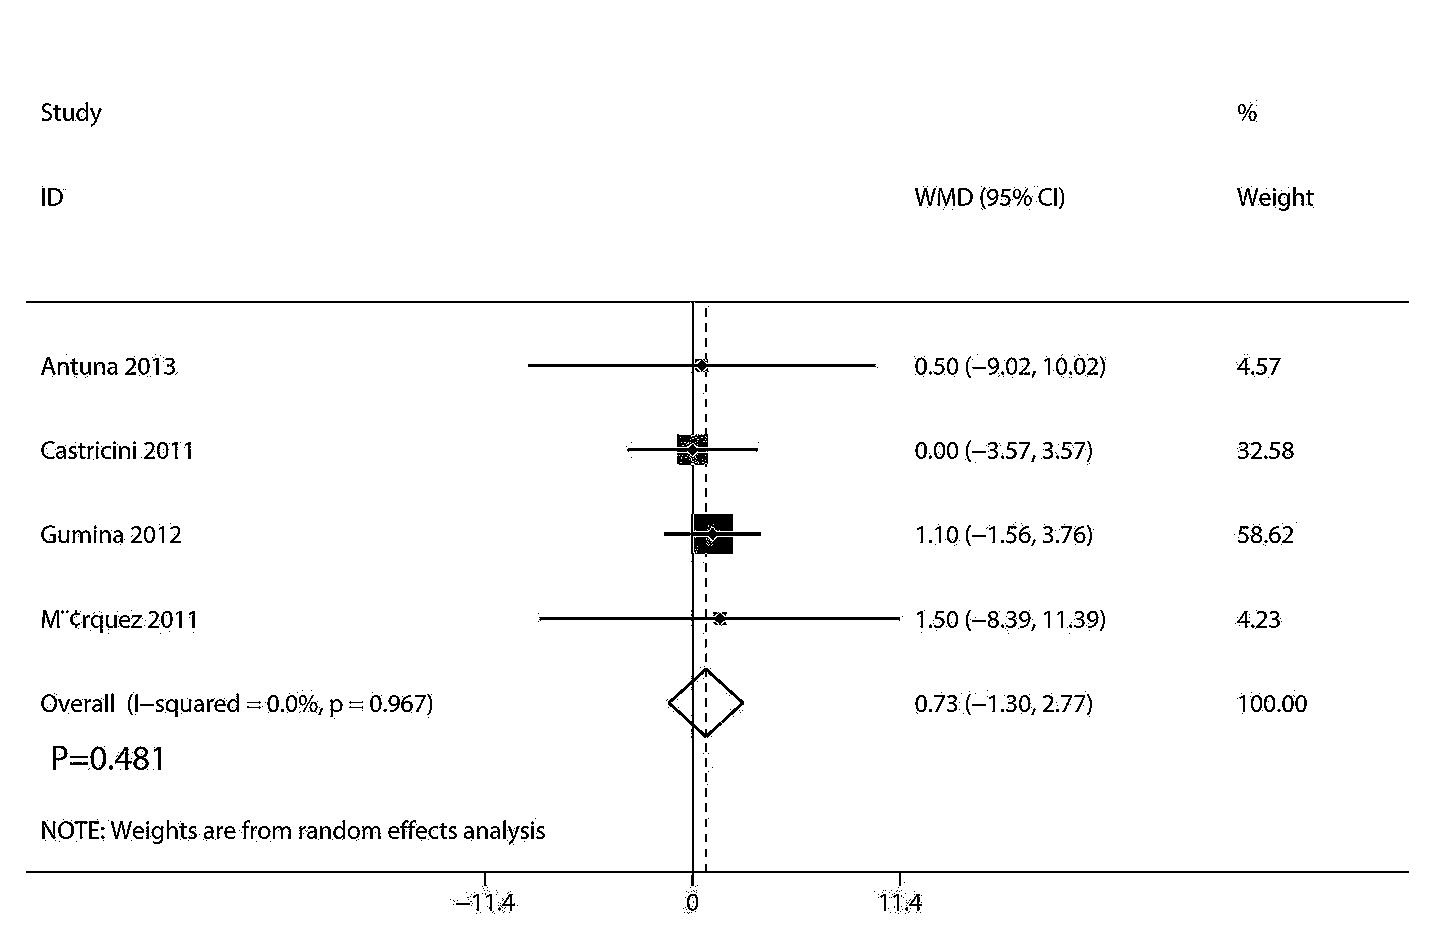 Study %
ID WMD (95% CI) Weight
Antuna 2013 0.50 (−9.02, 10.02) 4.57
Castricini 2011 0.00 (−3.57, 3.57) 32.58
Gumina 2012 1.10 (−1.56, 3.76) 58.62
M¨¢rquez 2011 1.50 (−8.39, 11.39) 4.23
Overall (I−squared = 0.0%, p = 0.967) 0.73 (−1.30, 2.77) 100.00
P=0.481
NOTE: Weights are from random effects analysis
−11.4 0 11.4